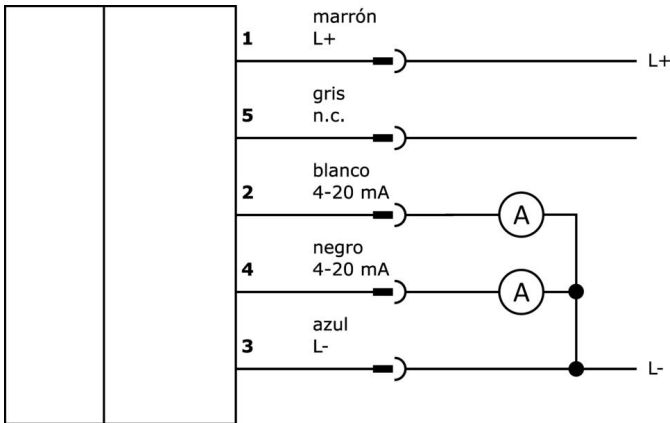 marrón
1 L+ L+
gris
5 n.c.
blanco
2 4-20 mA
A
negro
4 4-20 mA
A
azul
3 L-
L-